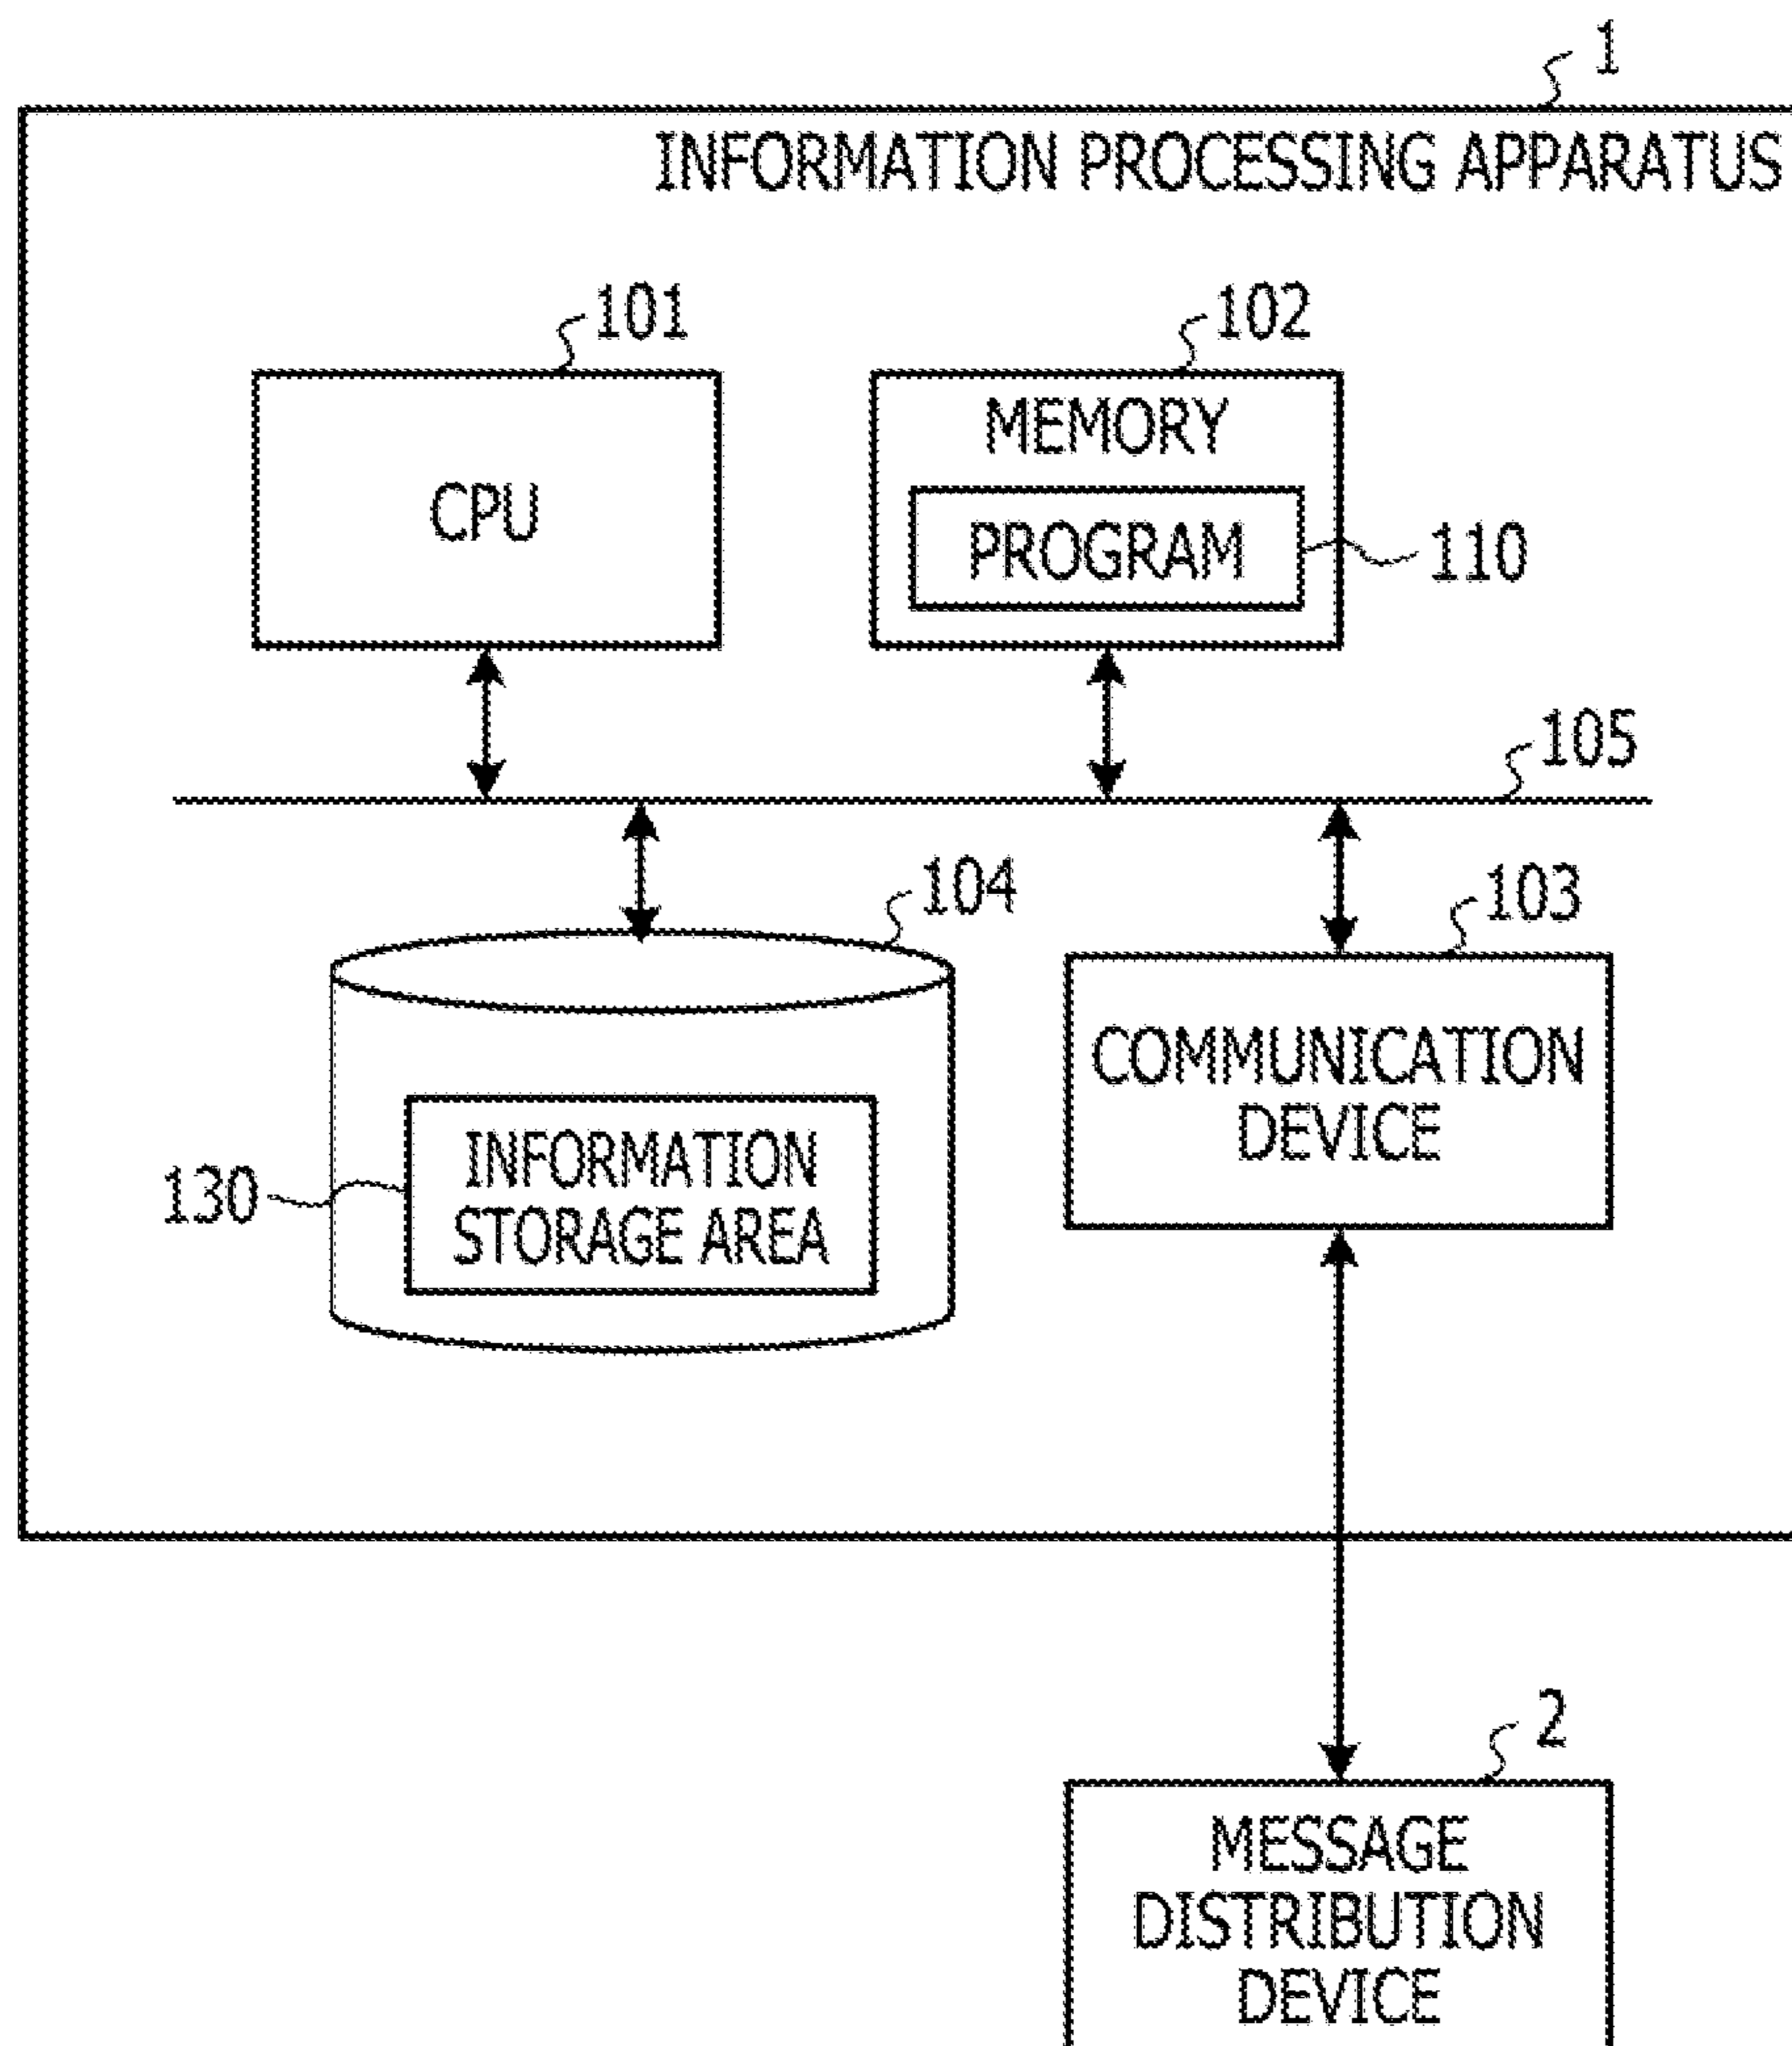 1
INFORMATION PROCESSING APPARATUS
101
102
CPU
MEMORY
PROGRAM
110
105
104
103
COMMUNICATION
DEVICE
130
INFORMATION
STORAGE AREA
2
MESSAGE
DISTRIBUTION
DEVICE